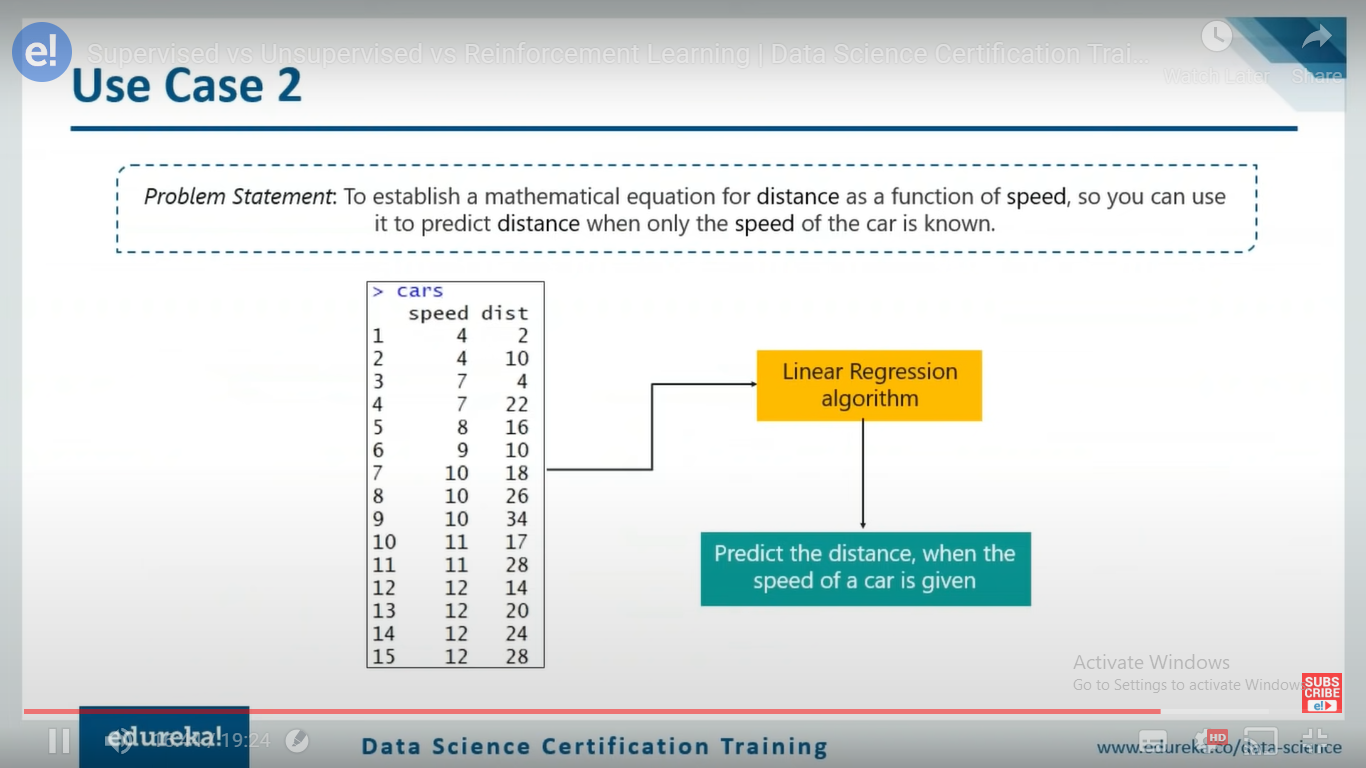 e!
Supervised vs Unsupervised vs Reinforcement Learning | Data Science Certification Trai...
Watch Later
Share
Use Case 2
Problem Statement: To establish a mathematical equation for distance as a function of speed, so you can use
it to predict distance when only the speed of the car is known.
> cars
speed dist
1 4 2
2 4 10
3 7 4
4 7 22
5 8 16
6 9 10
7 10 18
8 10 26
9 10 34
10 11 17
11 11 28
12 12 14
13 12 20
14 12 24
15 12 28
Linear Regression
algorithm
Predict the distance, when the
speed of a car is given
Activate Windows
Go to Settings to activate Windows
SUBS
CRIBE
e!
edureka!
/ 19:24
Data Science Certification Training
HD
www.edureka.co/data-science